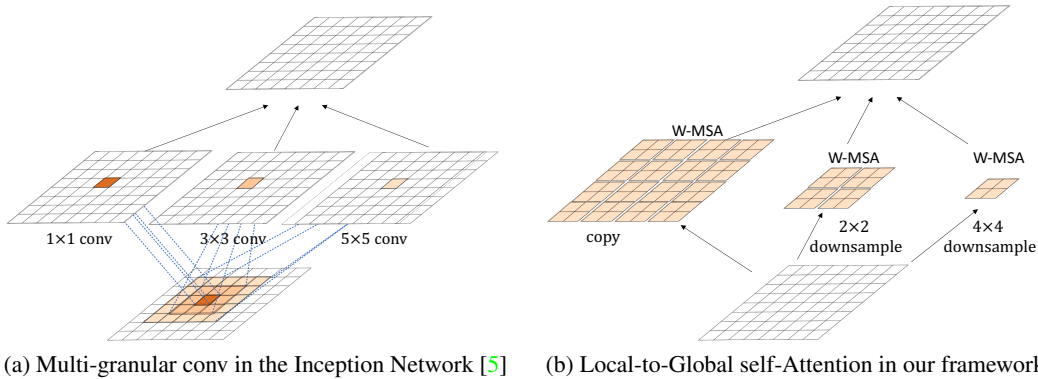 W-MSA
W-MSA
W-MSA
1×1 conv
3×3 conv
5×5 conv
copy
2×2
downsample
4×4
downsample
(a) Multi-granular conv in the Inception Network [5]
(b) Local-to-Global self-Attention in our framework